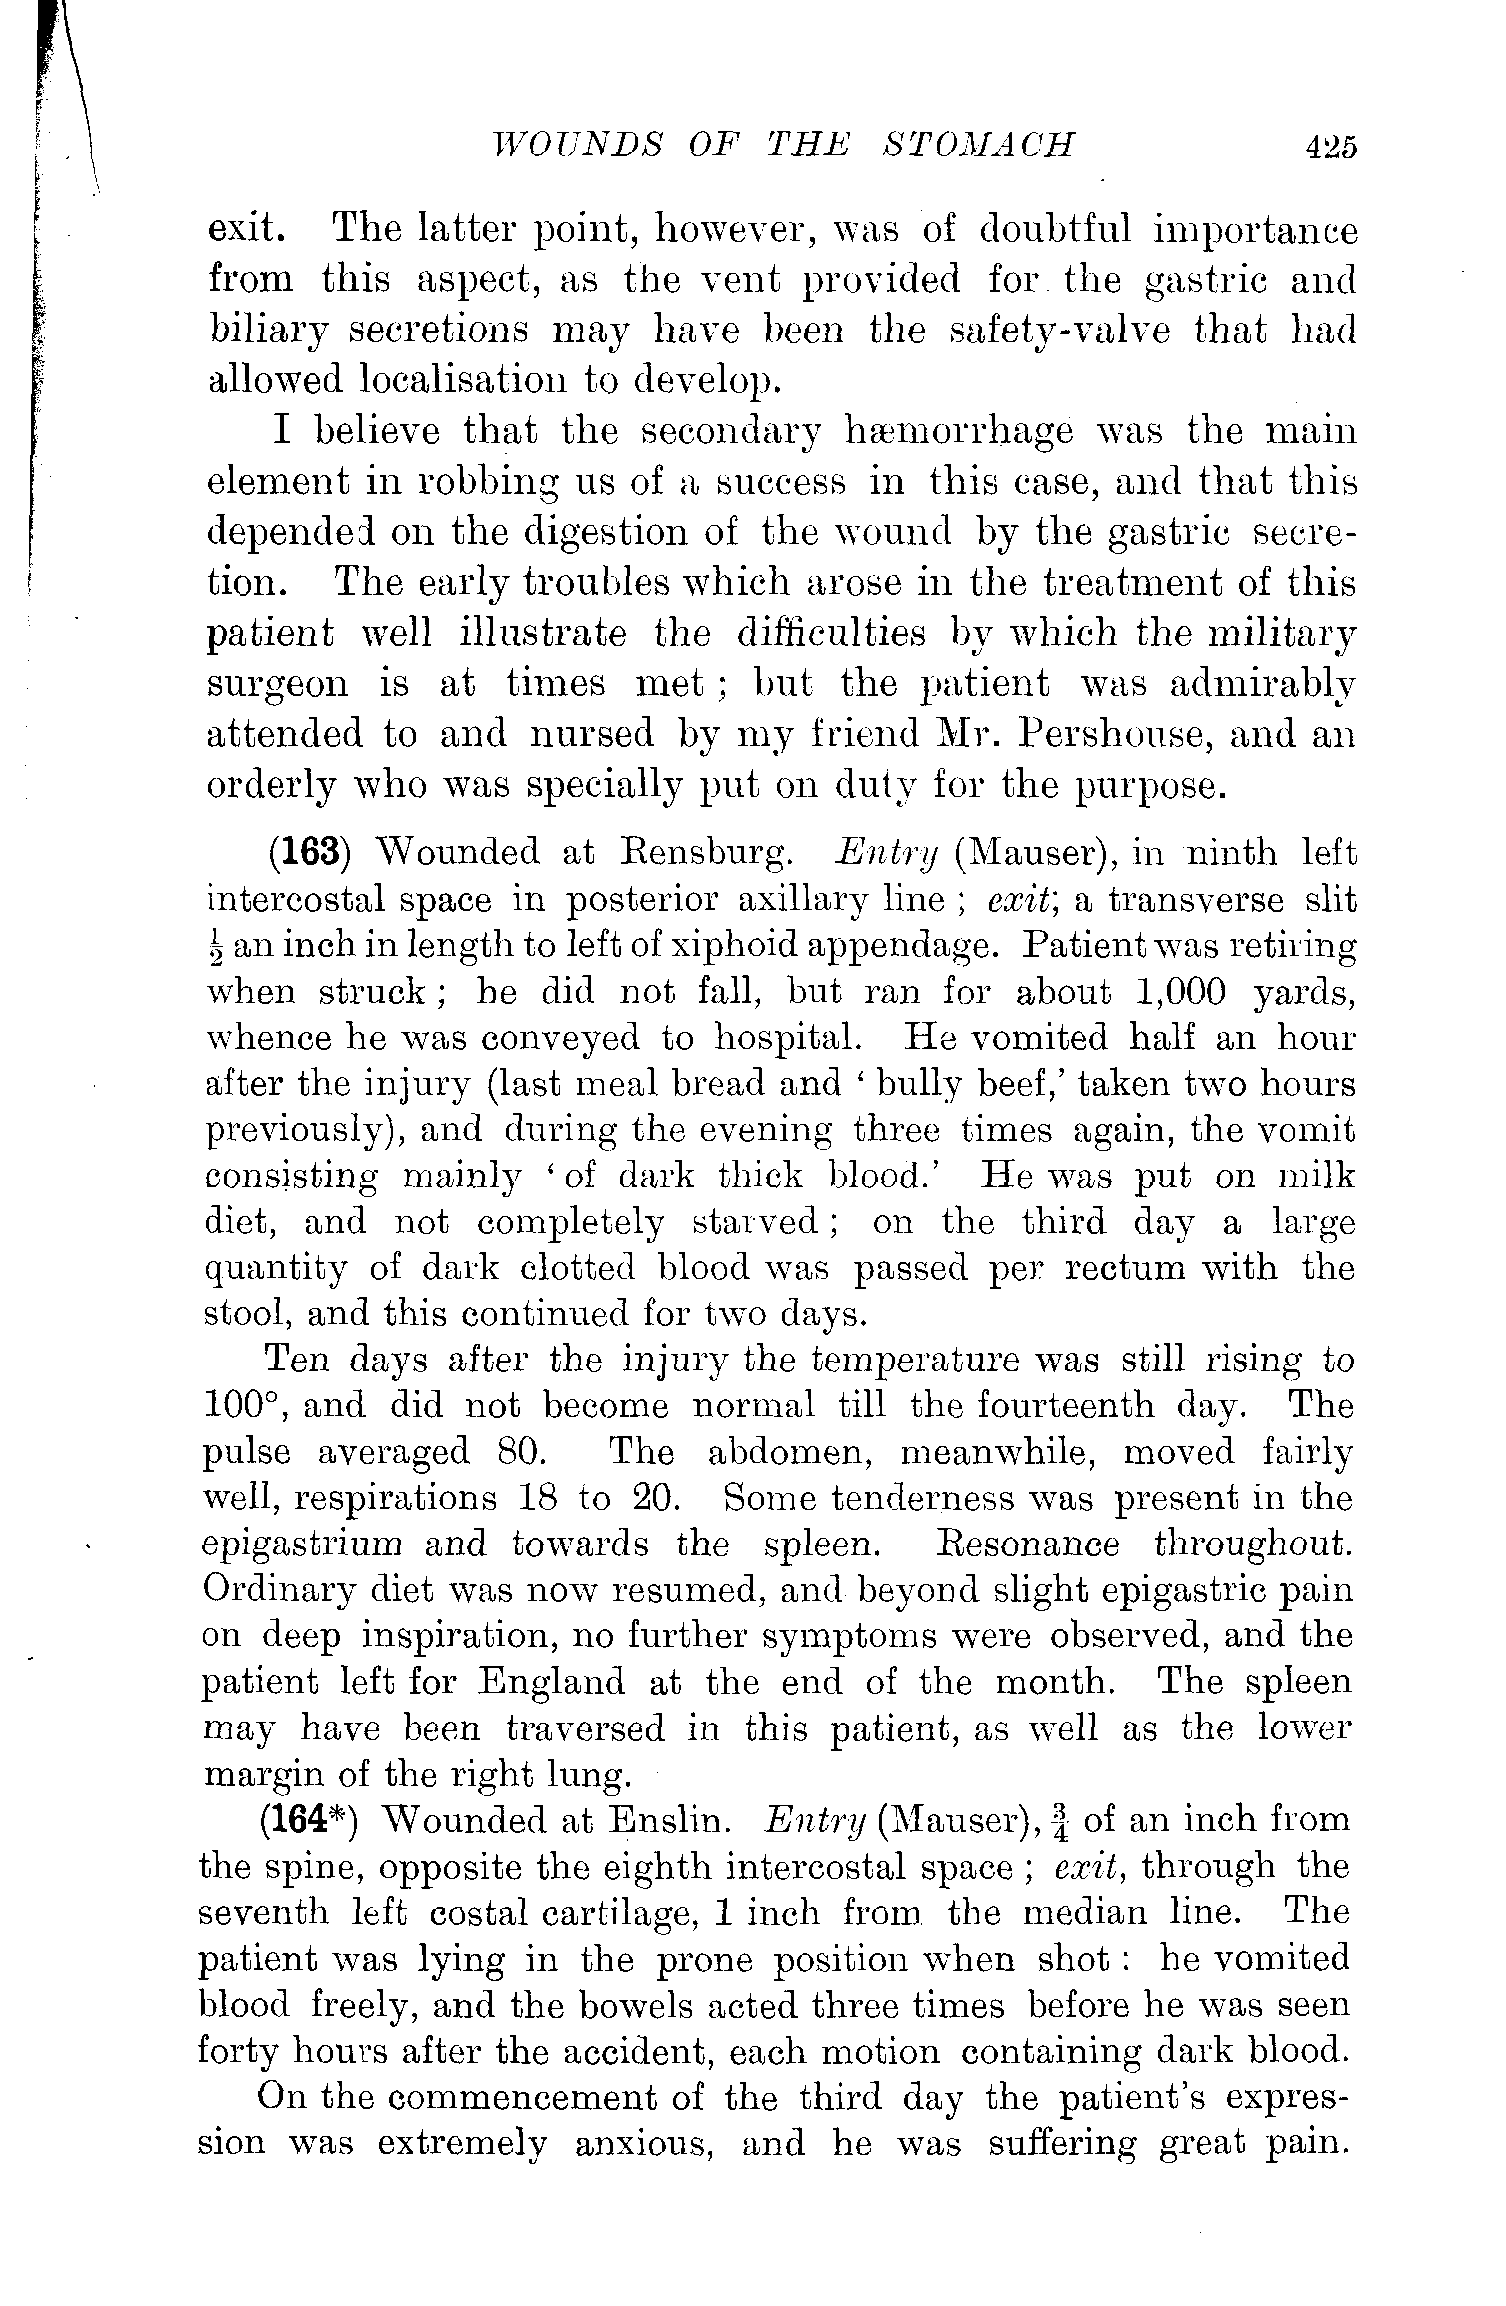 WOUNDS OF THE STOMACH 425
exit. The latter point, however, was of doubtful importance
from this aspect, as the vent provided for the gastric and
biliary secretions may have been the safety-valve that had
allowed localisation to develop.
I believe that the secondary hæmorrhage was the main
element in robbing us of a success in this case, and that this
depended on the digestion of the wound by the gastric secre-
tion. The early troubles which arose in the treatment of this
patient well illustrate the difficulties by which the military
surgeon is at times met ; but the patient was admirably
attended to and nursed by my friend Mr. Pershouse, and an
orderly who was specially put on duty for the purpose.
(163) Wounded at Rensburg. Entry (Mauser), in ninth left
intercostal space in posterior axillary line ; exit; a transverse slit
½ an inch in length to left of xiphoid appendage. Patient was retiring
when struck ; he did not fall, but ran for about 1,000 yards,
whence he was conveyed to hospital. He vomited half an hour
after the injury (last meal bread and ‘ bully beef,’ taken two hours
previously), and during the evening three times again, the vomit
consisting mainly ‘ of dark thick blood.’ He was put on milk
diet, and not completely starved ; on the third day a large
quantity of dark clotted blood was passed per rectum with the
stool, and this continued for two days.
Ten days after the injury the temperature was still rising to
100°, and did not become normal till the fourteenth day. The
pulse averaged 80. The abdomen, meanwhile, moved fairly
well, respirations 18 to 20. Some tenderness was present in the
epigastrium and towards the spleen. Resonance throughout.
Ordinary diet was now resumed, and beyond slight epigastric pain
on deep inspiration, no further symptoms were observed, and the
patient left for England at the end of the month. The spleen
may have been traversed in this patient, as well as the lower
margin of the right lung.
(164*) Wounded at Enslin. Entry (Mauser), ¾ of an inch from
the spine, opposite the eighth intercostal space ; exit, through the
seventh left costal cartilage, 1 inch from the median line. The
patient was lying in the prone position when shot : he vomited
blood freely, and the bowels acted three times before he was seen
forty hours after the accident, each motion containing dark blood.
On the commencement of the third day the patient's expres-
sion was extremely anxious, and he was suffering great pain.